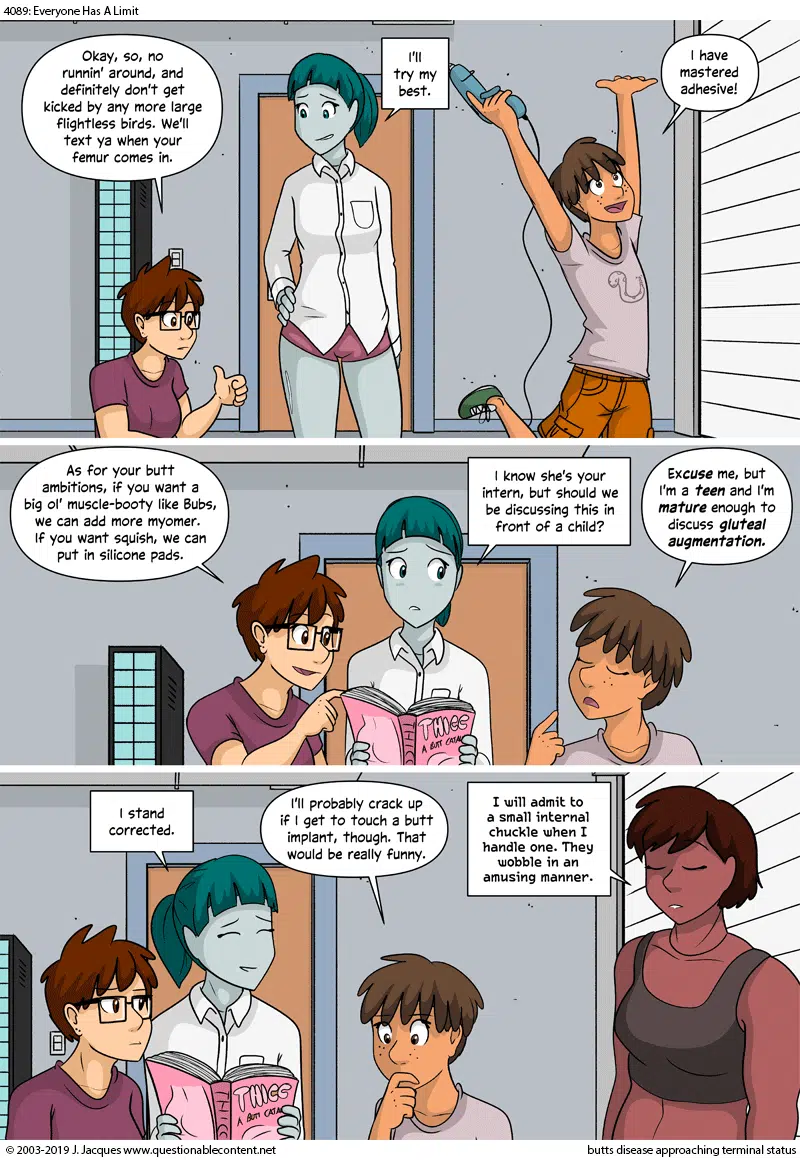 4089: Everyone Has A Limit
Okay, so, no
runnin' around, and
definitely don't get
kicked by any more large
flightless birds. We'll
text ya when your
femur comes in.
I'll
try my
best.
I have
mastered
adhesive!
As for your butt
ambitions, if you want a
big ol' muscle-booty like Bubs,
we can add more myomer.
If you want squish, we can
put in silicone pads.
I know she's your
intern, but should we
be discussing this in
front of a child?
Excuse me, but
I'm a teen and I'm
mature enough to
discuss gluteal
augmentation.
THICC
A BUTT CATAL
I stand
corrected.
I'll probably crack up
if I get to touch a butt
implant, though. That
would be really funny.
I will admit to
a small internal
chuckle when I
handle one. They
wobble in an
amusing manner.
THICC
A BUTT CATAL
© 2003-2019 J. Jacques www.questionablecontent.net
butts disease approaching terminal status